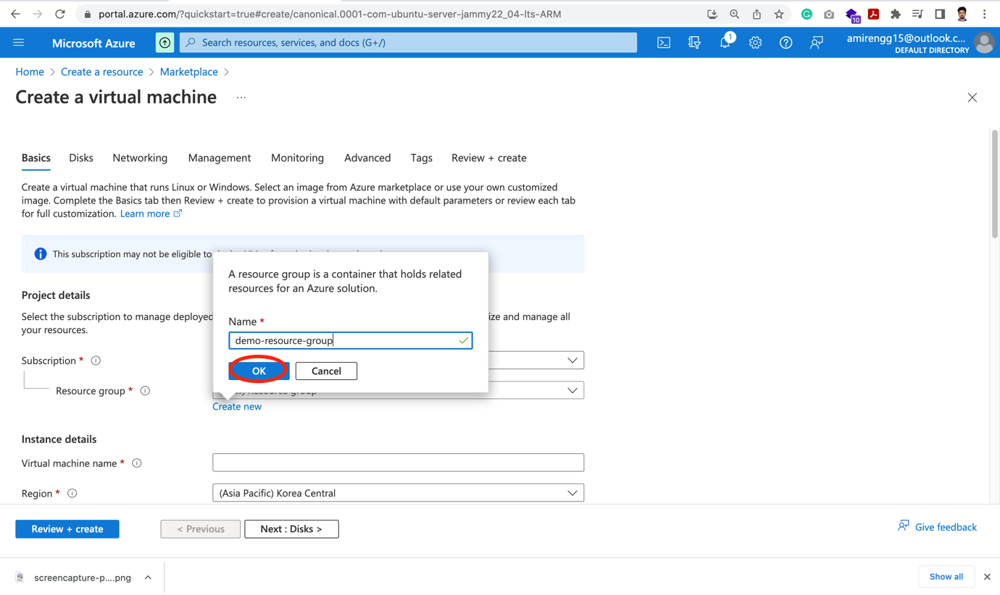 portal.azure.com/?quickstart=true#create/canonical.0001-com-ubuntu-server-jammy22_04-lts-ARM
10
Microsoft Azure
Search resources, services, and docs (G+/)
1
amirengg15@outlook.c...
DEFAULT DIRECTORY
Home > Create a resource > Marketplace >
Create a virtual machine ...
Basics Disks Networking Management Monitoring Advanced Tags Review + create
Create a virtual machine that runs Linux or Windows. Select an image from Azure marketplace or use your own customized
image. Complete the Basics tab then Review + create to provision a virtual machine with default parameters or review each tab
for full customization. Learn more
This subscription may not be eligible to
A resource group is a container that holds related
resources for an Azure solution.
Name *
demo-resource-group
OK Cancel
Project details
Select the subscription to manage deployed ize and manage all
your resources.
Subscription *
Resource group * Resource group
Create new
Instance details
Virtual machine name *
Region * (Asia Pacific) Korea Central
Review + create < Previous Next : Disks > Give feedback
screencapture-p....png Show all